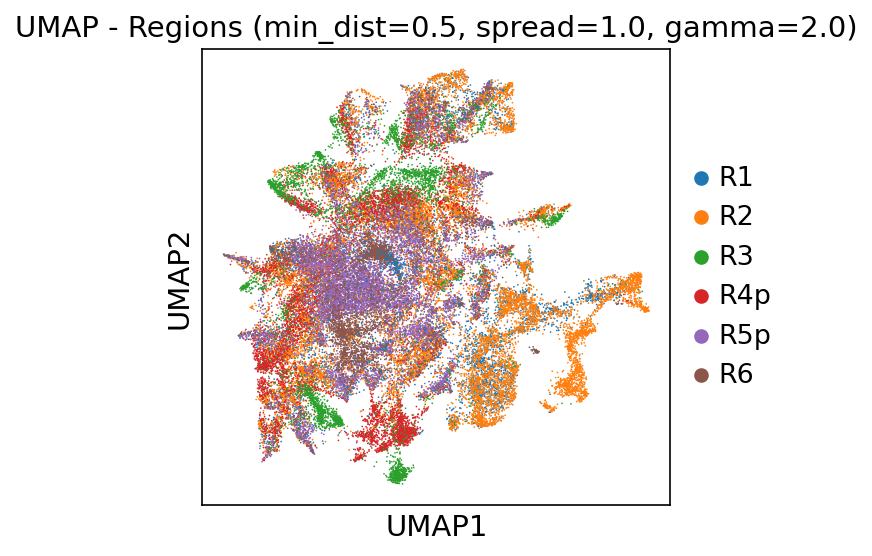 UMAP - Regions (min_dist=0.5, spread=1.0, gamma=2.0)
UMAP2
R1
R2
R3
R4p
R5p
R6
UMAP1